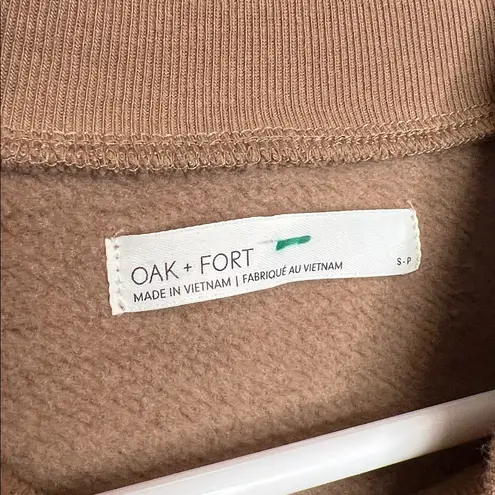 OAK + FORT
MADE IN VIETNAM | FABRIQUÉ AU VIETNAM
S-P